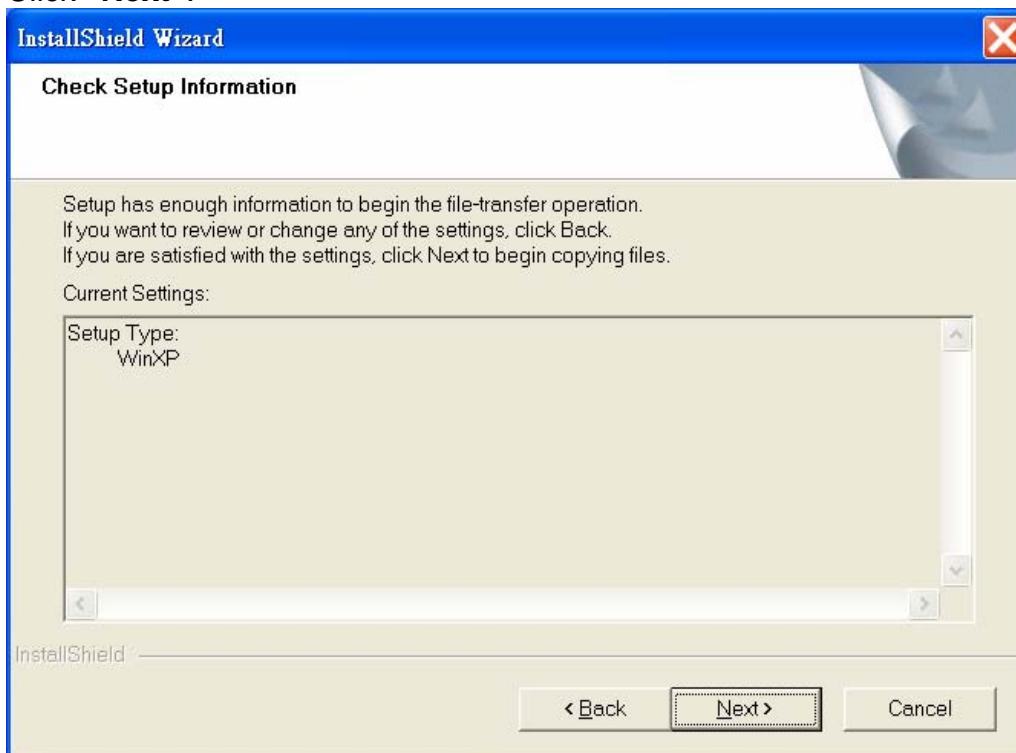 InstallShield Wizard
Check Setup Information
Setup has enough information to begin the file-transfer operation.
If you want to review or change any of the settings, click Back.
If you are satisfied with the settings, click Next to begin copying files.
Current Settings:
Setup Type:
WinXP
InstallShield
< Back Next > Cancel